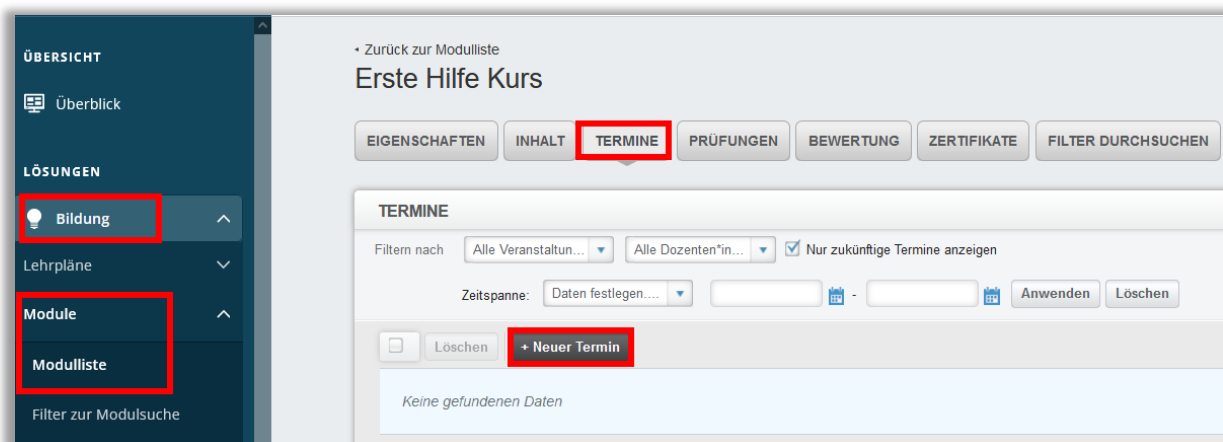 ÜBERSICHT
Überblick
LÖSUNGEN
Bildung
Lehrpläne
Module
Modulliste
Filter zur Modulsuche
Zurück zur Modulliste
Erste Hilfe Kurs
EIGENSCHAFTEN INHALT TERMINE PRÜFUNGEN BEWERTUNG ZERTIFIKATE FILTER DURCHSUCHEN
TERMINE
Filtern nach Alle Veranstaltun... Alle Dozenten*in... Nur zukünftige Termine anzeigen
Zeitspanne: Daten festlegen.... - Anwenden Löschen
Löschen + Neuer Termin
Keine gefundenen Daten